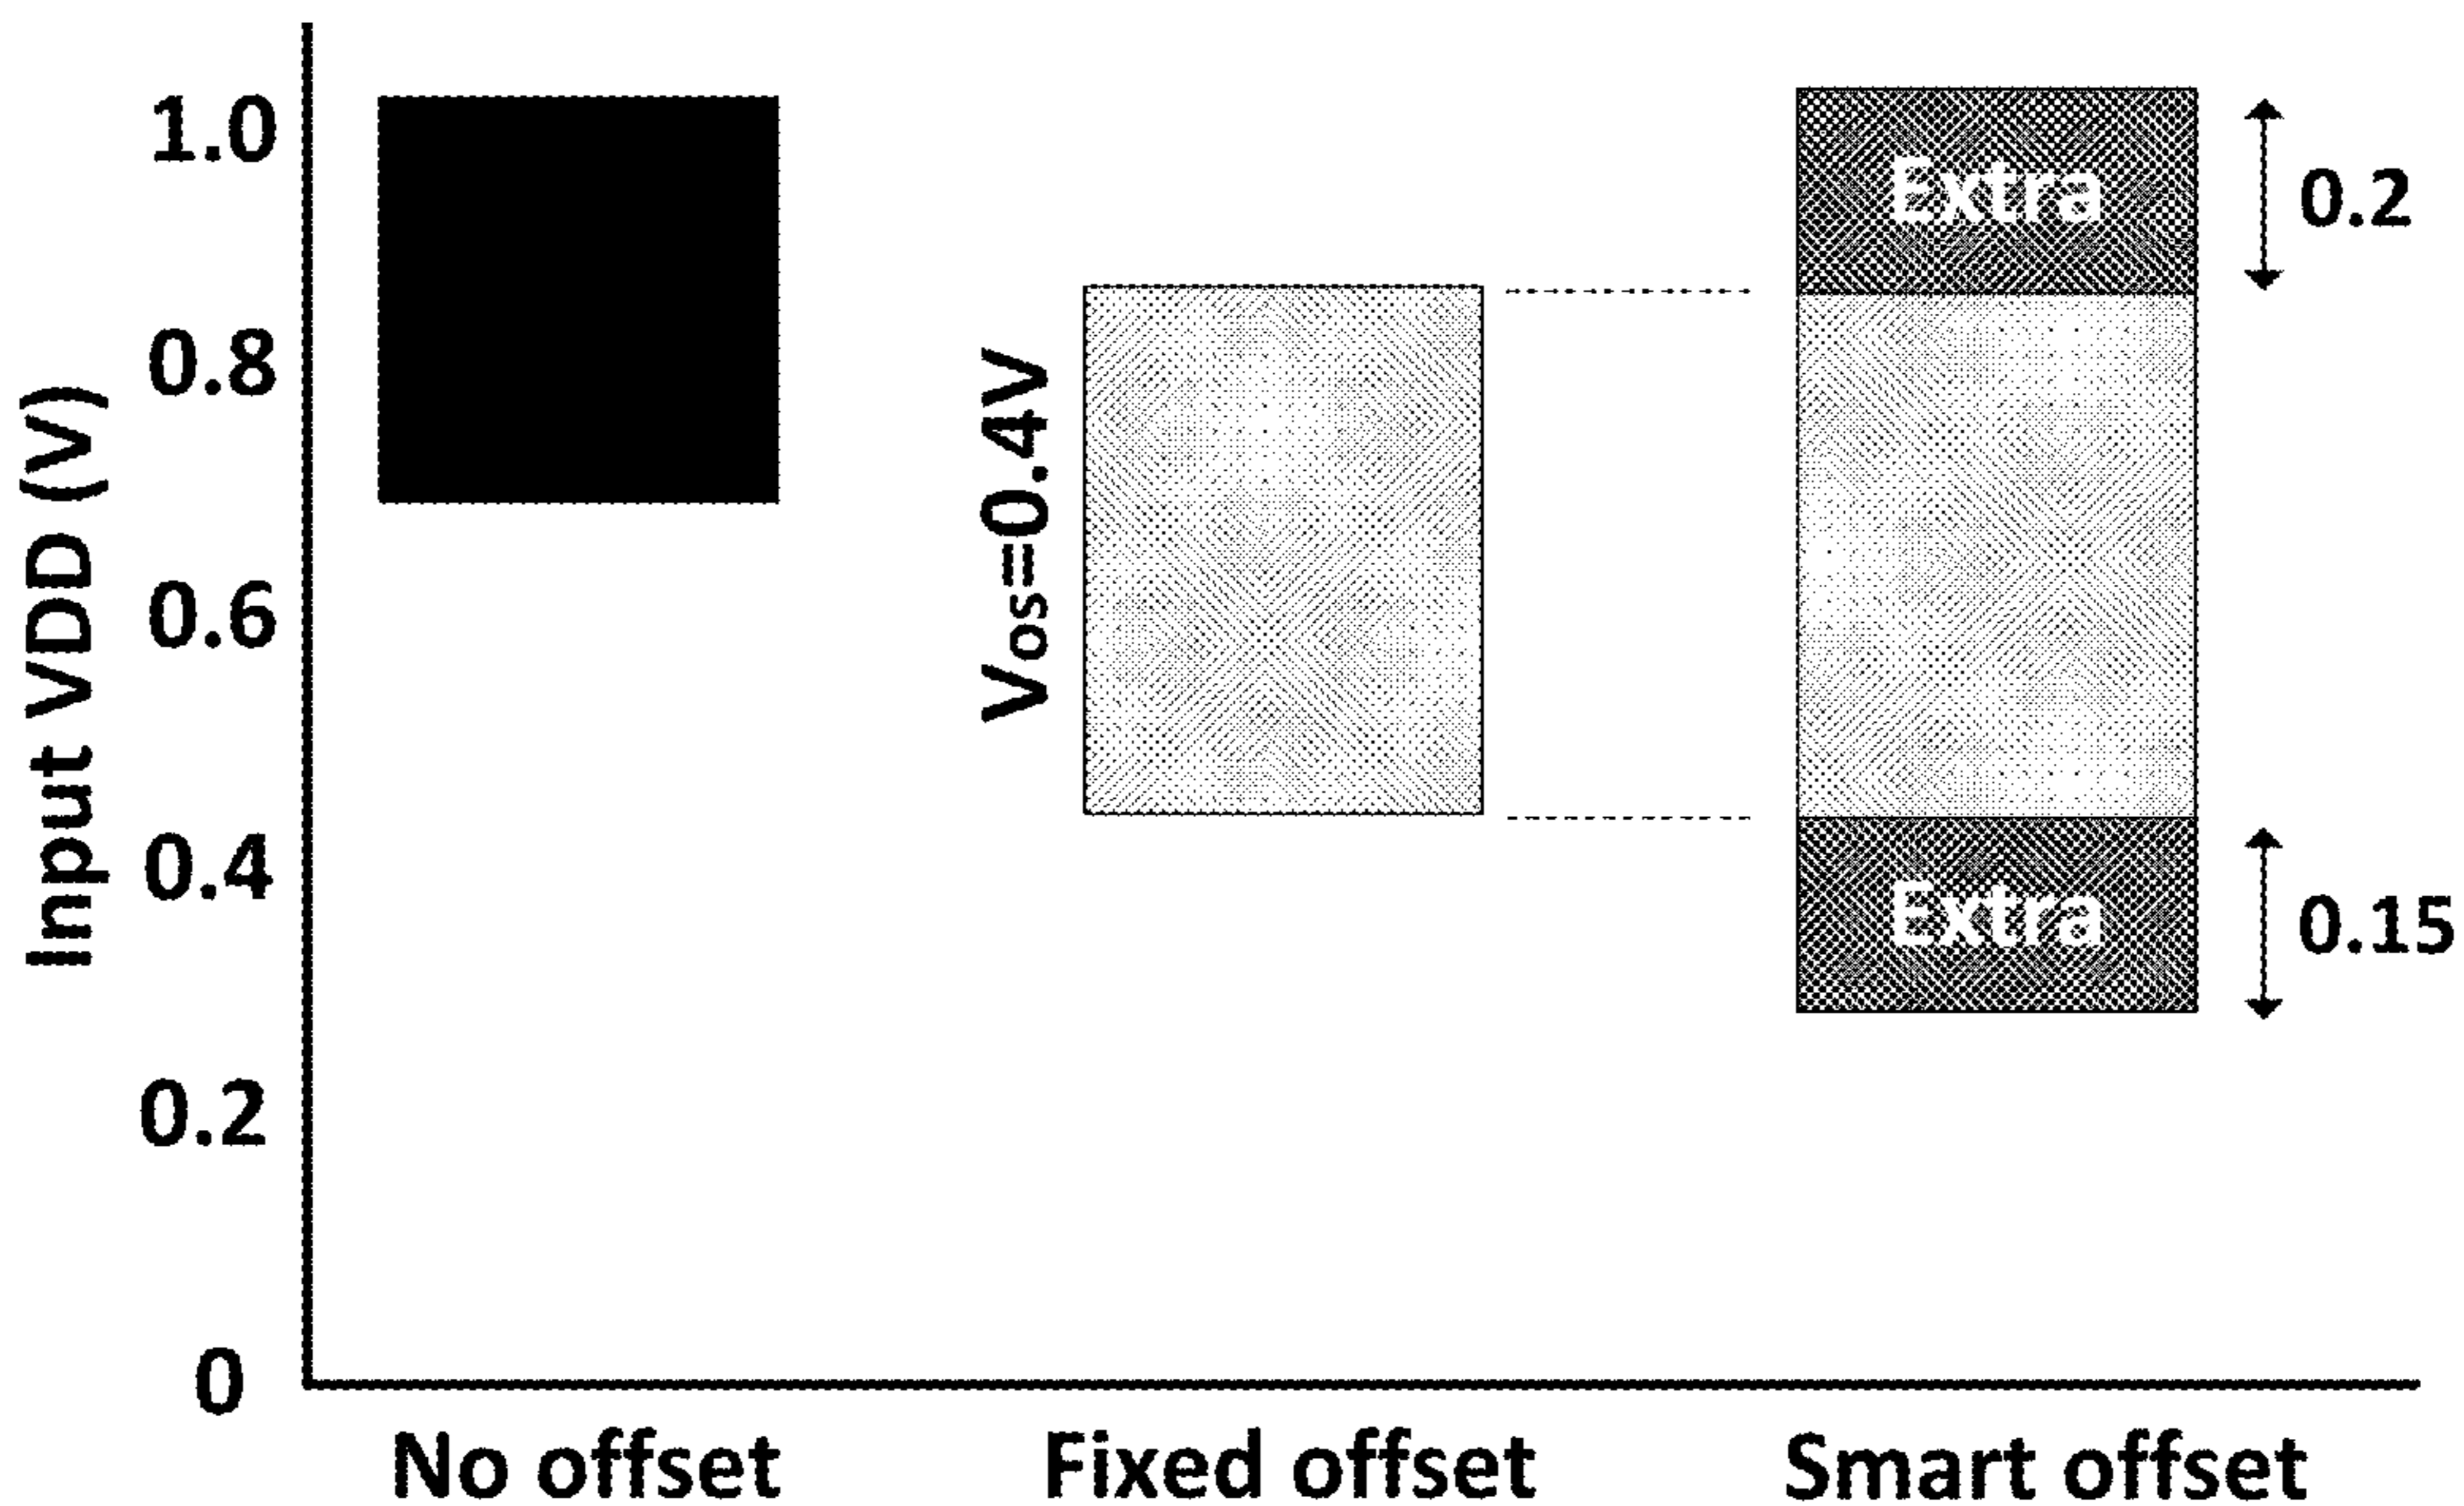 Input VDD (V)
1.0
0.8
0.6
0.4
0.2
0
Vos=0.4V
Extra
0.2
Extra
0.15
No offset
Fixed offset
Smart offset